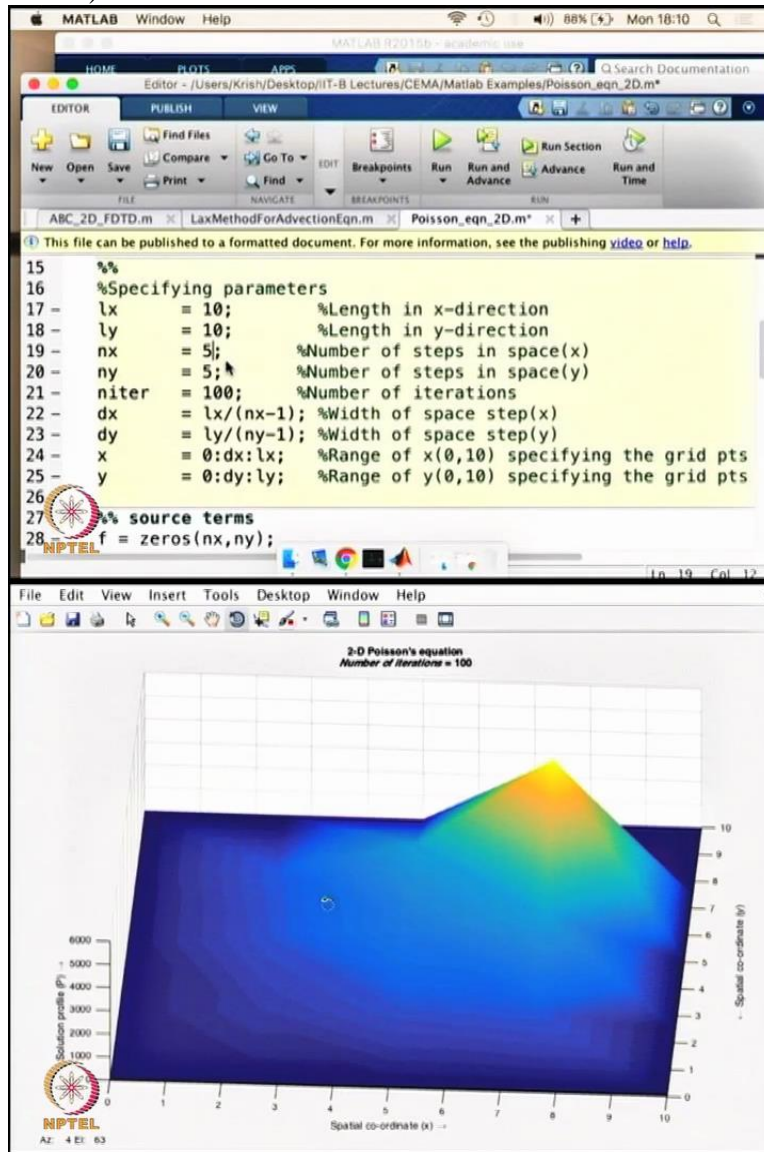 MATLAB Window Help 88% Mon 18:10
MATLAB R2015b - academic use
HOME PLOTS APPS Search Documentation
Editor - /Users/Krish/Desktop/IIT-B Lectures/CEMA/Matlab Examples/Poisson_eqn_2D.m*
EDITOR PUBLISH VIEW
New Open Save Find Files Compare Print Go To Find EDIT Breakpoints Run Run and Advance Run Section Advance Run and Time
FILE NAVIGATE BREAKPOINTS RUN
ABC_2D_FDTD.m LaxMethodForAdvectionEqn.m Poisson_eqn_2D.m* +
This file can be published to a formatted document. For more information, see the publishing video or help.
15 %%
16 %Specifying parameters
17 – lx = 10; %Length in x-direction
18 – ly = 10; %Length in y-direction
19 – nx = 5; %Number of steps in space(x)
20 – ny = 5; %Number of steps in space(y)
21 – niter = 100; %Number of iterations
22 – dx = lx/(nx-1); %Width of space step(x)
23 – dy = ly/(ny-1); %Width of space step(y)
24 – x = 0:dx:lx; %Range of x(0,10) specifying the grid pts
25 – y = 0:dy:ly; %Range of y(0,10) specifying the grid pts
26
27 %% source terms
28 – f = zeros(nx,ny);
NPTEL
Ln 19 Col 12
File Edit View Insert Tools Desktop Window Help
2-D Poisson's equation
Number of iterations = 100
10
9
8
7
6
5
4
3
2
1
0
← Spatial co-ordinate (y)
6000
5000
4000
3000
2000
1000
Solution profile (P) →
0 1 2 3 4 5 6 7 8 9 10
Spatial co-ordinate (x) →
NPTEL
Az: 4 El: 63